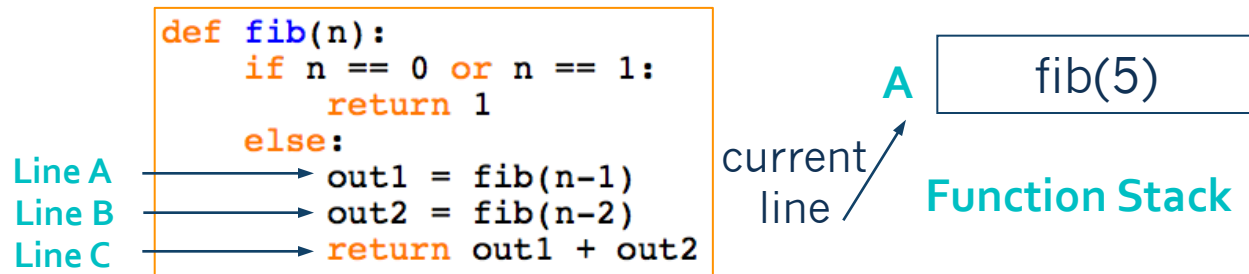 def fib(n):
    if n == 0 or n == 1:
        return 1
    else:
Line A
        out1 = fib(n-1)
Line B
        out2 = fib(n-2)
Line C
        return out1 + out2
A
fib(5)
current
line
Function Stack